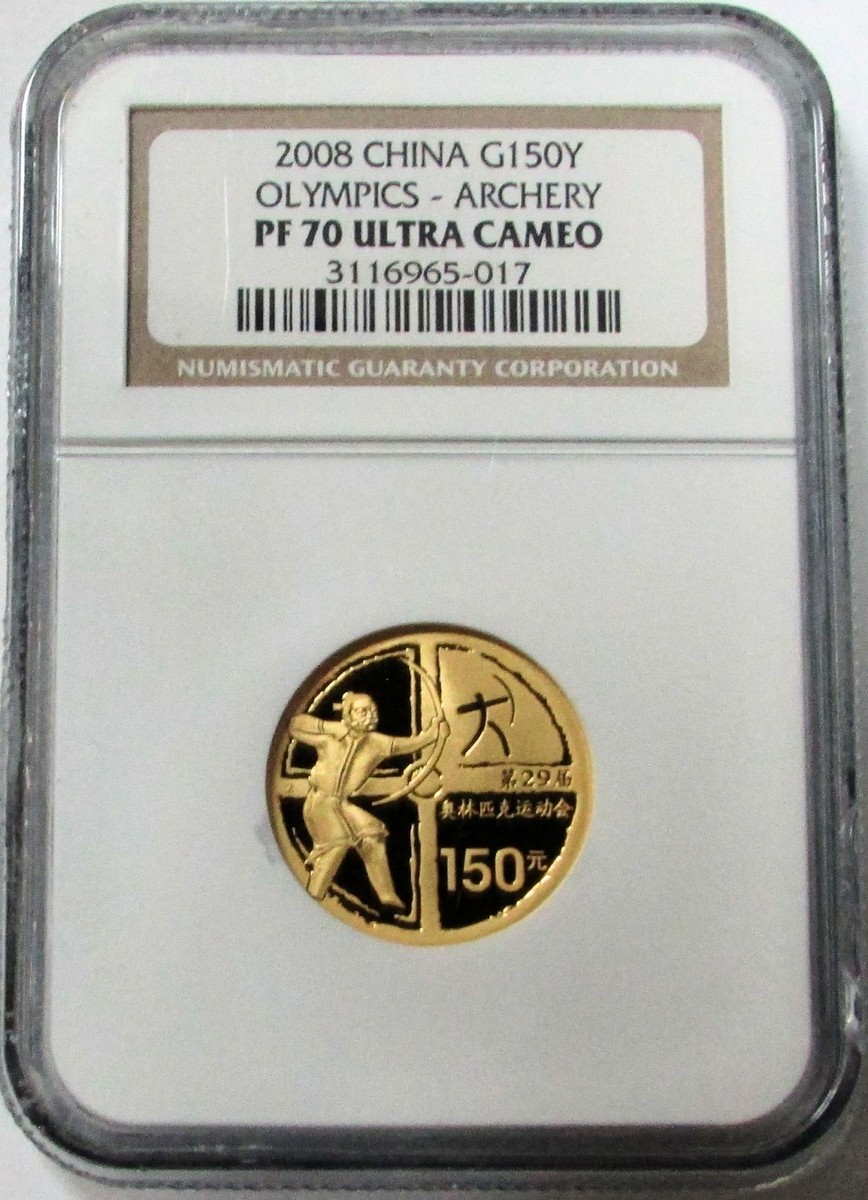 2008 CHINA G150Y
OLYMPICS - ARCHERY
PF 70 ULTRA CAMEO
3116965-017
NUMISMATIC GUARANTY CORPORATION
第29届
奥林匹克运动会
150元